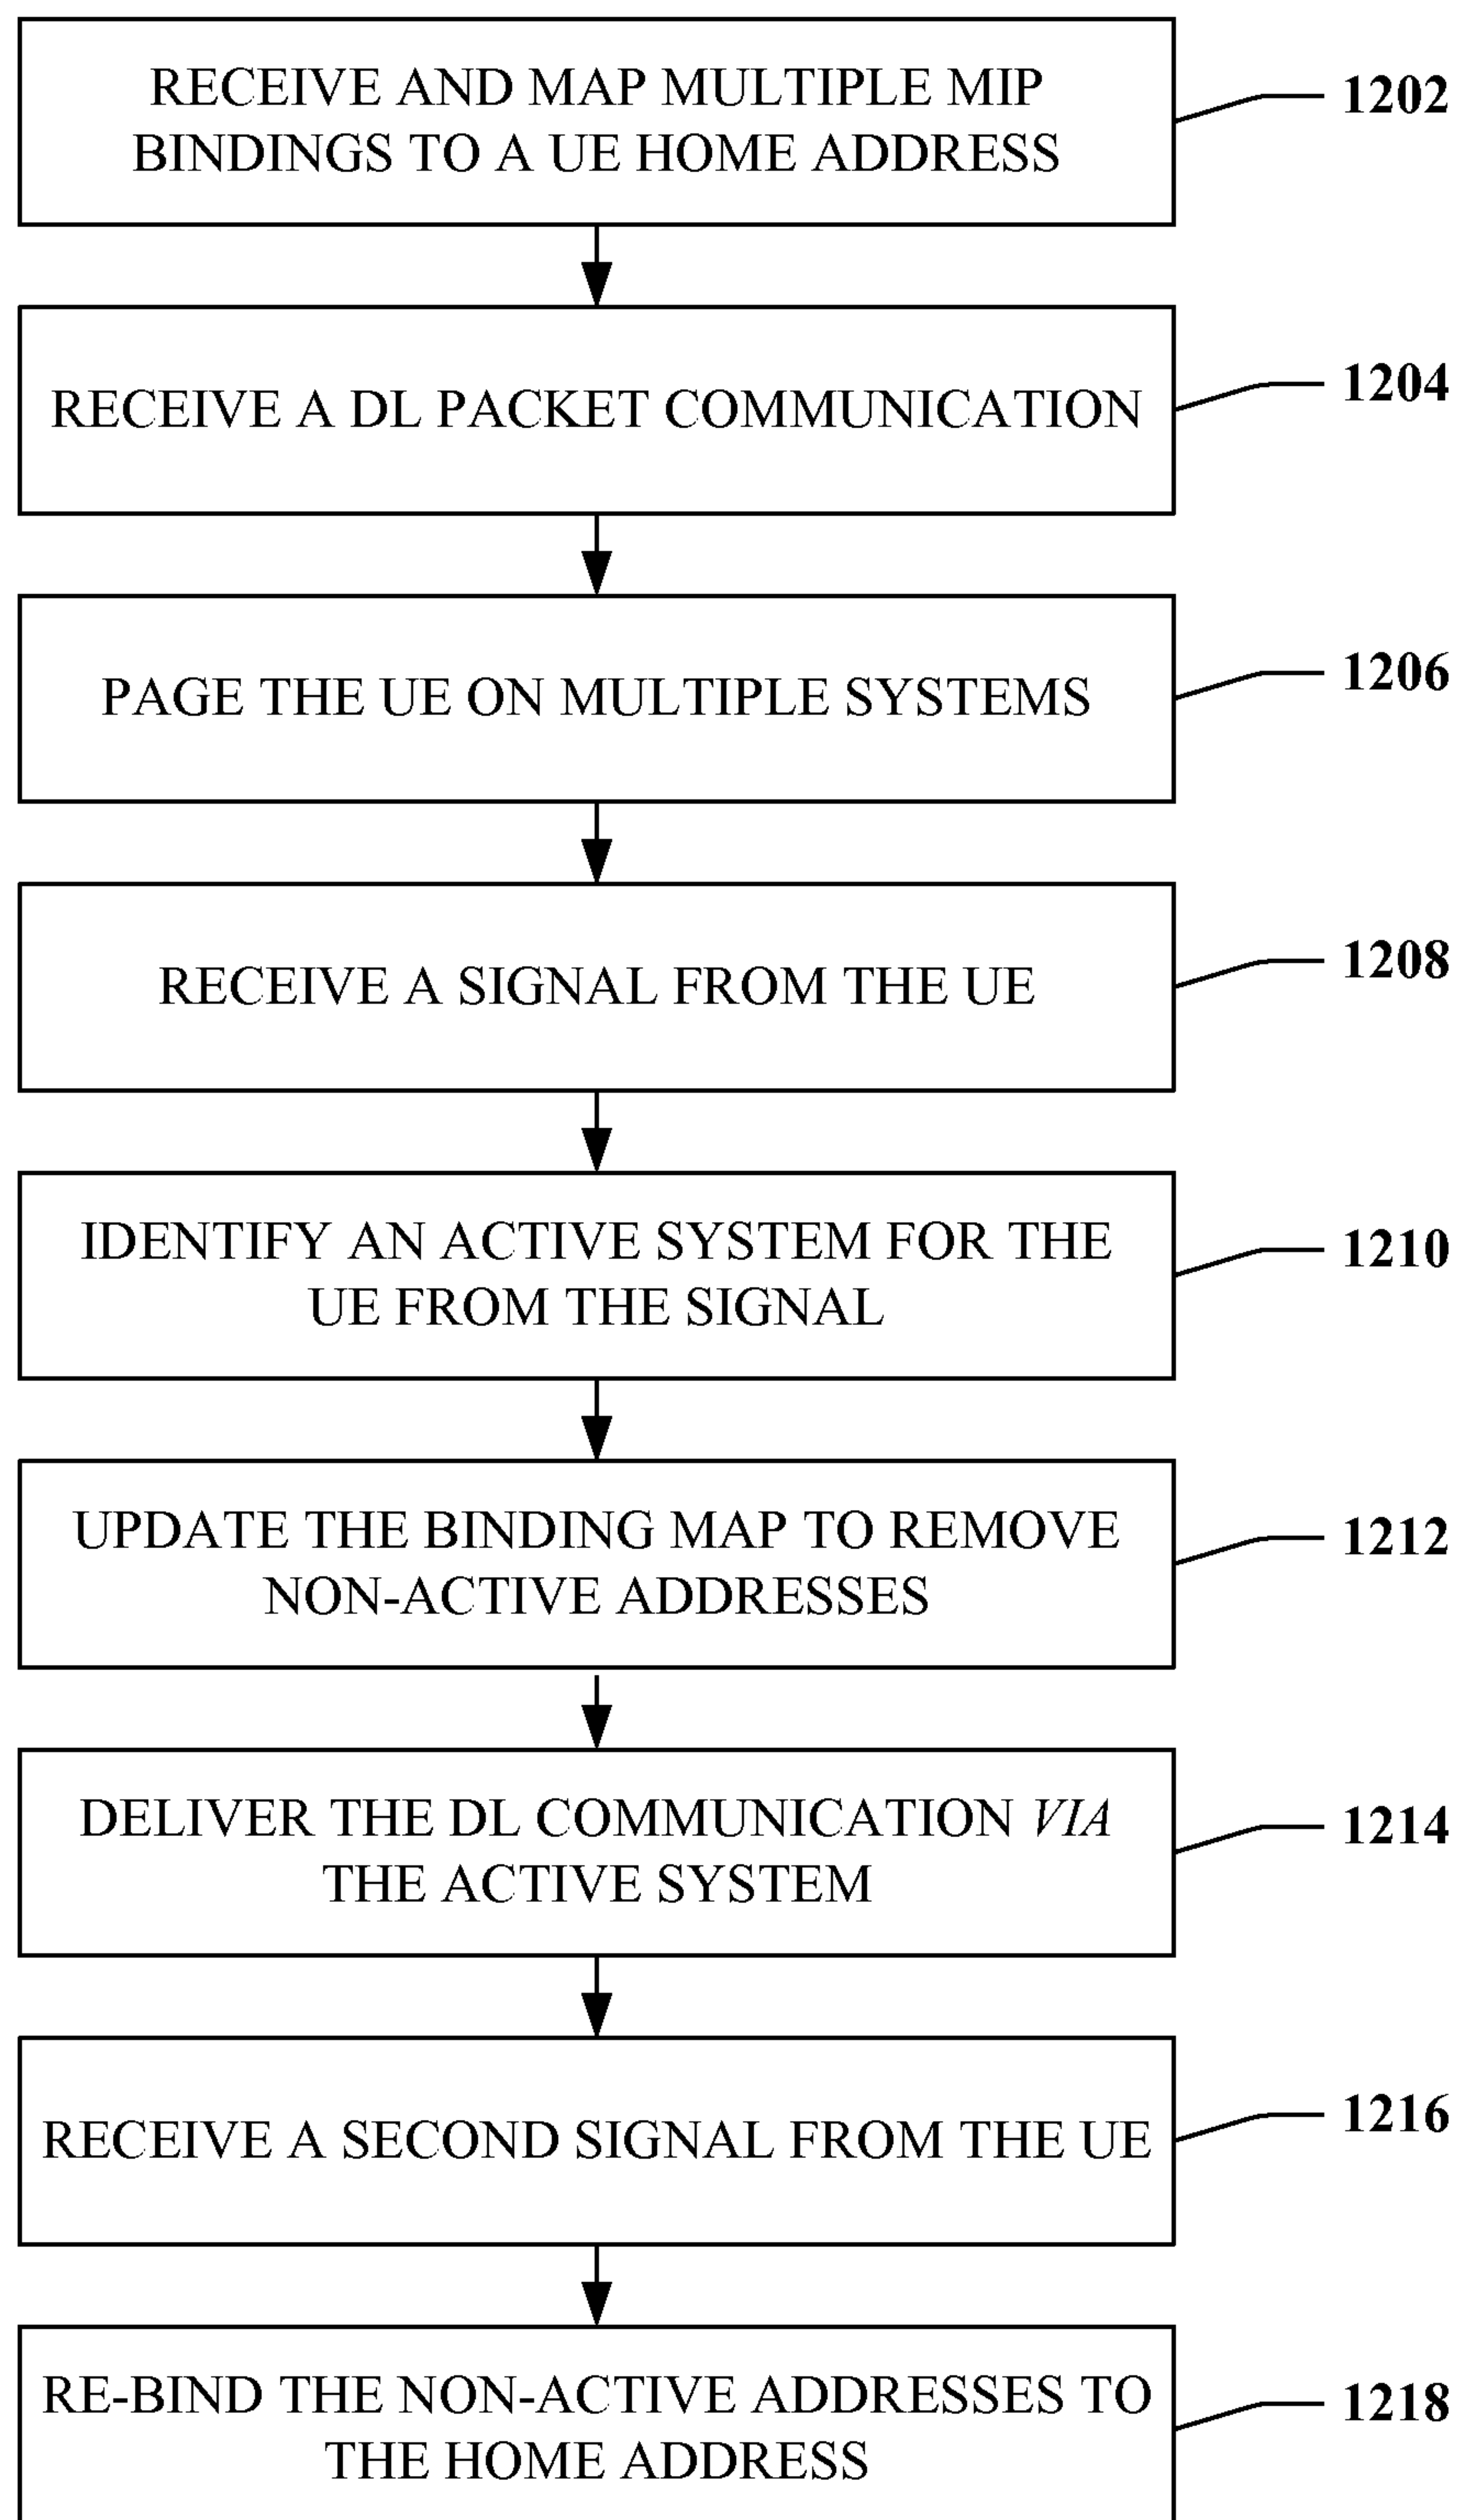 RECEIVE AND MAP MULTIPLE MIP
BINDINGS TO A UE HOME ADDRESS
1202
RECEIVE A DL PACKET COMMUNICATION
1204
PAGE THE UE ON MULTIPLE SYSTEMS
1206
RECEIVE A SIGNAL FROM THE UE
1208
IDENTIFY AN ACTIVE SYSTEM FOR THE
UE FROM THE SIGNAL
1210
UPDATE THE BINDING MAP TO REMOVE
NON-ACTIVE ADDRESSES
1212
DELIVER THE DL COMMUNICATION VIA
THE ACTIVE SYSTEM
1214
RECEIVE A SECOND SIGNAL FROM THE UE
1216
RE-BIND THE NON-ACTIVE ADDRESSES TO
THE HOME ADDRESS
1218